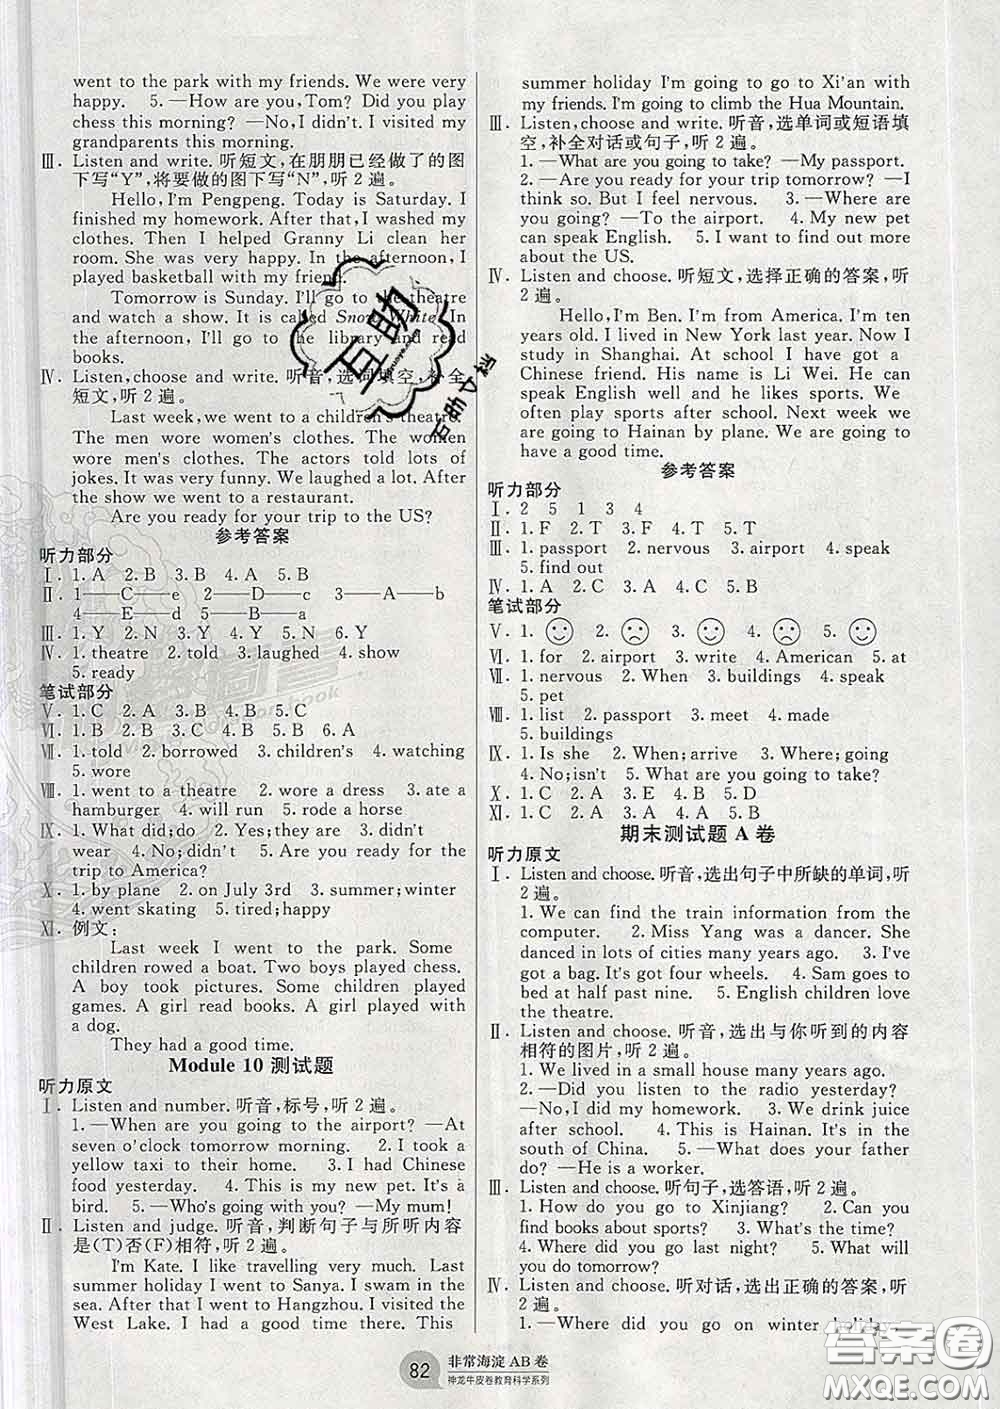 went to the park with my friends. We were very
happy. 5. —How are you, Tom? Did you play
chess this morning? —No, I didn't. I visited my
grandparents this morning.
Ⅲ. Listen and write. 听短文,在朋朋已经做了的图
下写“Y”,将要做的图下写“N”,听 2 遍。
Hello, I'm Pengpeng. Today is Saturday. I
finished my homework. After that, I washed my
clothes. Then I helped Granny Li clean her
room. She was very happy. In the afternoon, I
played basketball with my friend.
Tomorrow is Sunday. I'll go to the theatre
and watch a show. It is called Snow White. In
the afternoon, I'll go to the library and read
books.
Ⅳ. Listen, choose and write. 听音,选词填空,补全
短文,听 2 遍。
Last week, we went to a children's theatre.
The men wore women's clothes. The women
wore men's clothes. The actors told lots of
jokes. It was very funny. We laughed a lot. After
the show we went to a restaurant.
Are you ready for your trip to the US?
参考答案
听力部分
Ⅰ. 1. A 2. B 3. B 4. A 5. B
Ⅱ. 1——C——e 2——D——c 3——A——b
4——E——d 5——B——a
Ⅲ. 1. Y 2. N 3. Y 4. N 5. N 6. Y
Ⅳ. 1. theatre 2. told 3. laughed 4. show
5. ready
笔试部分
Ⅴ. 1. C 2. A 3. B 4. B 5. C
Ⅵ. 1. B 2. B 3. C 4. B 5. B 6. A
Ⅶ. 1. told 2. borrowed 3. children's 4. watching
5. wore
Ⅷ. 1. went to a theatre 2. wore a dress 3. ate a
hamburger 4. will run 5. rode a horse
Ⅸ. 1. What did; do 2. Yes; they are 3. didn't
wear 4. No; didn't 5. Are you ready for the
trip to America?
Ⅹ. 1. by plane 2. on July 3rd 3. summer; winter
4. went skating 5. tired; happy
Ⅺ. 例文:
Last week I went to the park. Some
children rowed a boat. Two boys played chess.
A boy took pictures. Some children played
games. A girl read books. A girl played with
a dog.
They had a good time.
Module 10 测试题
听力原文
Ⅰ. Listen and number. 听音,标号,听 2 遍。
1. —When are you going to the airport? —At
seven o'clock tomorrow morning. 2. I took a
yellow taxi to their home. 3. I had Chinese
food yesterday. 4. This is my new pet. It's a
bird. 5. —Who's going with you? —My mum!
Ⅱ. Listen and judge. 听音,判断句子与所听内容
是(T)否(F)相符,听 2 遍。
I'm Kate. I like travelling very much. Last
summer holiday I went to Sanya. I swam in the
sea. After that I went to Hangzhou. I visited the
West Lake. I had a good time there. This
summer holiday I'm going to go to Xi'an with
my friends. I'm going to climb the Hua Mountain.
Ⅲ. Listen, choose and write. 听音,选单词或短语填
空,补全对话或句子,听 2 遍。
1. —What are you going to take? —My passport.
2. —Are you ready for your trip tomorrow? —I
think so. But I feel nervous. 3. —Where are
you going? —To the airport. 4. My new pet
can speak English. 5. I want to find out more
about the US.
Ⅳ. Listen and choose. 听短文,选择正确的答案,听
2 遍。
Hello, I'm Ben. I'm from America. I'm ten
years old. I lived in New York last year. Now I
study in Shanghai. At school I have got a
Chinese friend. His name is Li Wei. He can
speak English well and he likes sports. We
often play sports after school. Next week we
are going to Hainan by plane. We are going to
have a good time.
参考答案
听力部分
Ⅰ. 2 5 1 3 4
Ⅱ. 1. F 2. T 3. F 4. T 5. T
Ⅲ. 1. passport 2. nervous 3. airport 4. speak
5. find out
Ⅳ. 1. A 2. C 3. A 4. C 5. B
笔试部分
Ⅴ. 1. 2. 3. 4. 5.
Ⅵ. 1. for 2. airport 3. write 4. American 5. at
Ⅶ. 1. nervous 2. When 3. buildings 4. speak
5. pet
Ⅷ. 1. list 2. passport 3. meet 4. made
5. buildings
Ⅸ. 1. Is she 2. When; arrive 3. Where; going
4. No; isn't 5. What are you going to take?
Ⅹ. 1. C 2. A 3. E 4. B 5. D
Ⅺ. 1. C 2. A 3. A 4. A 5. B
期末测试题 A 卷
听力原文
Ⅰ. Listen and choose. 听音,选出句子中所缺的单词,听
2 遍。
1. We can find the train information from the
computer. 2. Miss Yang was a dancer. She
danced in lots of cities many years ago. 3. I've
got a bag. It's got four wheels. 4. Sam goes to
bed at half past nine. 5. English children love
the theatre.
Ⅱ. Listen and choose. 听音,选出与你听到的内容
相符的图片,听 2 遍。
1. We lived in a small house many years ago.
2. —Did you listen to the radio yesterday?
—No, I did my homework. 3. We drink juice
after school. 4. This is Hainan. It's in the
south of China. 5. —What does your father
do? —He is a worker.
Ⅲ. Listen and choose. 听句子,选答语,听 2 遍。
1. How do you go to Xinjiang? 2. Can you
find books about sports? 3. What's the time?
4. Where did you go last night? 5. What will
you do tomorrow?
Ⅳ. Listen and choose. 听对话,选出正确的答案,听
2 遍。
1. —Where did you go on winter
82
非常海淀 AB 卷
神龙牛皮卷教育科学系列
互助
答案圈
MXQE.COM